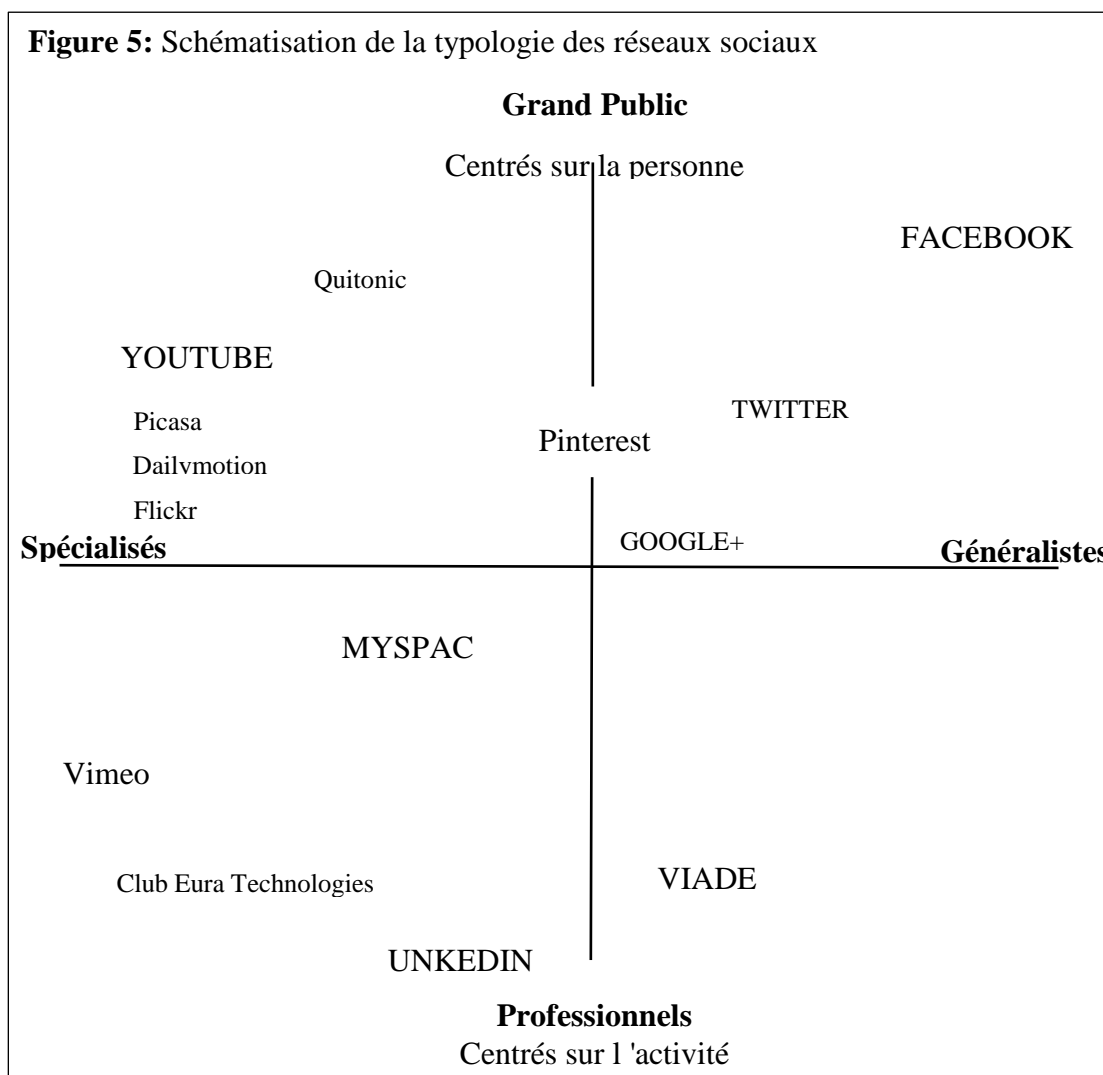 Figure 5: Schématisation de la typologie des réseaux sociaux
Grand Public
Centrés sur la personne
FACEBOOK
Quitonic
YOUTUBE
TWITTER
Picasa
Pinterest
Dailvmotion
Flickr
GOOGLE+
Spécialisés
Généralistes
MYSPAC
Vimeo
Club Eura Technologies
VIADE
UNKEDIN
Professionnels
Centrés sur l 'activité